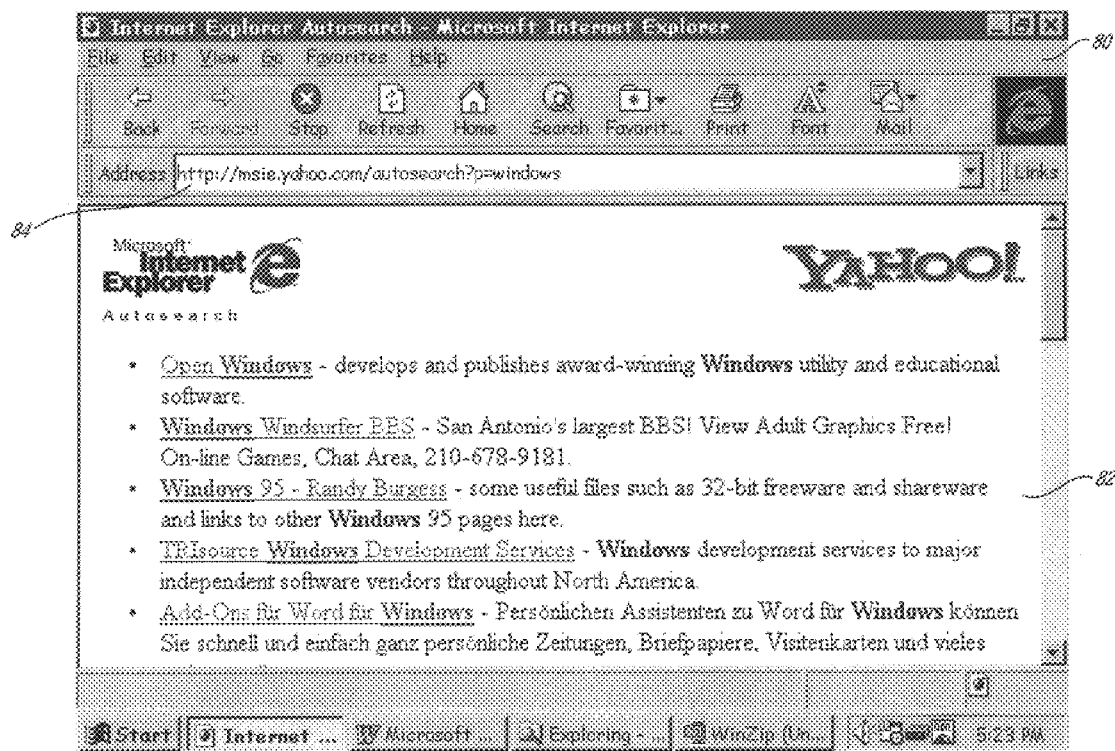 Internet Explorer Autosearch - Microsoft Internet Explorer
80
File Edit View Go Favorites Help
Back Forward Stop Refresh Home Search Favorit... Print Font Mail
Address http://msie.yahoo.com/autosearch?p=windows Links
84
Microsoft
Internet
Explorer
Autosearch
YAHOO!
• Open Windows - develops and publishes award-winning Windows utility and educational
software.
• Windows Windsurfer BBS - San Antonio's largest BBS! View Adult Graphics Free!
On-line Games, Chat Area, 210-678-9181.
• Windows 95 - Randy Burgess - some useful files such as 32-bit freeware and shareware
and links to other Windows 95 pages here.
82
• TRIsource Windows Development Services - Windows development services to major
independent software vendors throughout North America.
• Add-Ons für Word für Windows - Persönlichen Assistenten zu Word für Windows können
Sie schnell und einfach ganz persönliche Zeitungen, Briefpapiere, Visitenkarten und vieles
Start Internet ... Microsoft ... Exploring - ... WinZip (Un... 5:23 PM